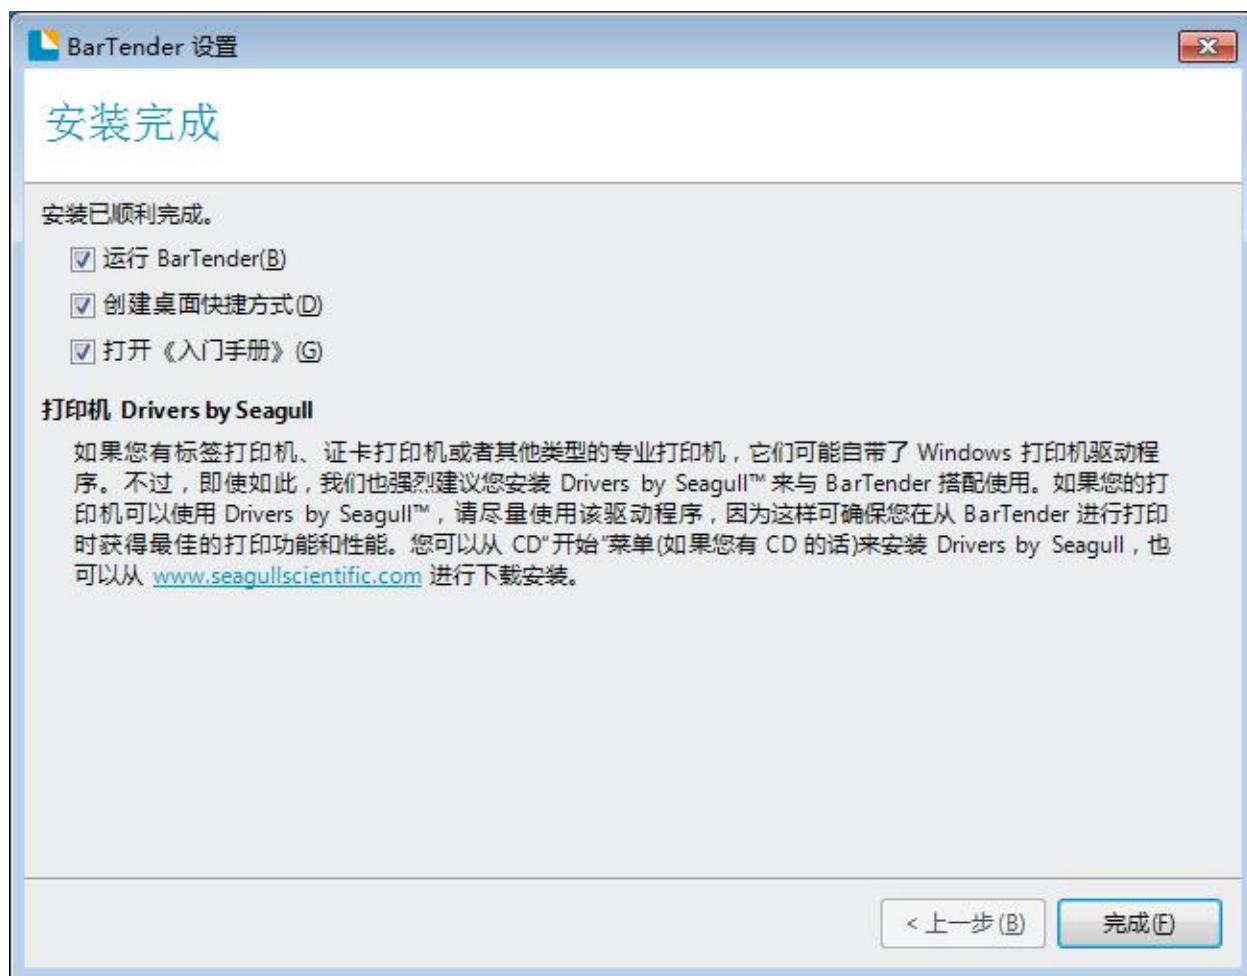 BarTender 设置
安装完成
安装已顺利完成。
运行 BarTender(B)
创建桌面快捷方式(D)
打开《入门手册》(G)
打印机 Drivers by Seagull
如果您有标签打印机、证卡打印机或者其他类型的专业打印机，它们可能自带了 Windows 打印机驱动程
序。不过，即使如此，我们也强烈建议您安装 Drivers by Seagull™ 来与 BarTender 搭配使用。如果您的打
印机可以使用 Drivers by Seagull™，请尽量使用该驱动程序，因为这样可确保您在从 BarTender 进行打印
时获得最佳的打印功能和性能。您可以从 CD“开始”菜单(如果您有 CD 的话)来安装 Drivers by Seagull，也
可以从 www.seagullscientific.com 进行下载安装。
< 上一步(B)
完成(F)